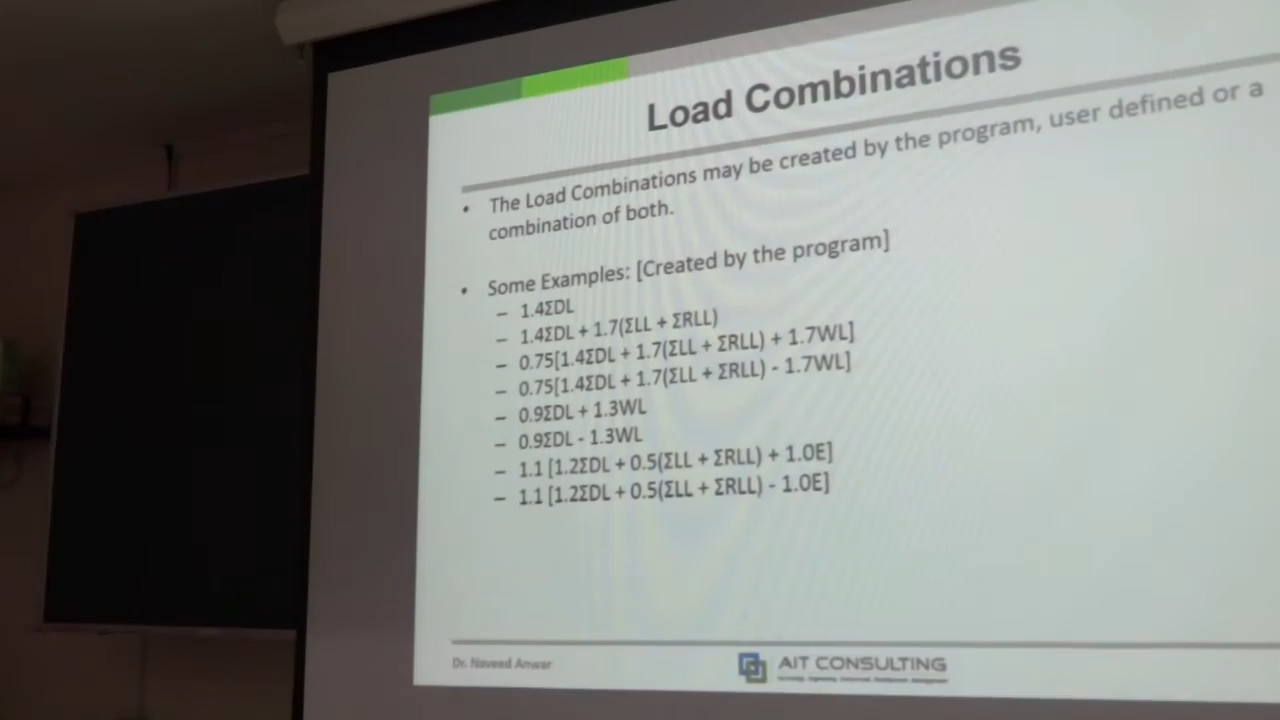 Load Combinations
• The Load Combinations may be created by the program, user defined or a
combination of both.
• Some Examples: [Created by the program]
– 1.4ΣDL
– 1.4ΣDL + 1.7(ΣLL + ΣRLL)
– 0.75[1.4ΣDL + 1.7(ΣLL + ΣRLL) + 1.7WL]
– 0.75[1.4ΣDL + 1.7(ΣLL + ΣRLL) - 1.7WL]
– 0.9ΣDL + 1.3WL
– 0.9ΣDL - 1.3WL
– 1.1 [1.2ΣDL + 0.5(ΣLL + ΣRLL) + 1.0E]
– 1.1 [1.2ΣDL + 0.5(ΣLL + ΣRLL) - 1.0E]
Dr. Naveed Anwar
AIT CONSULTING